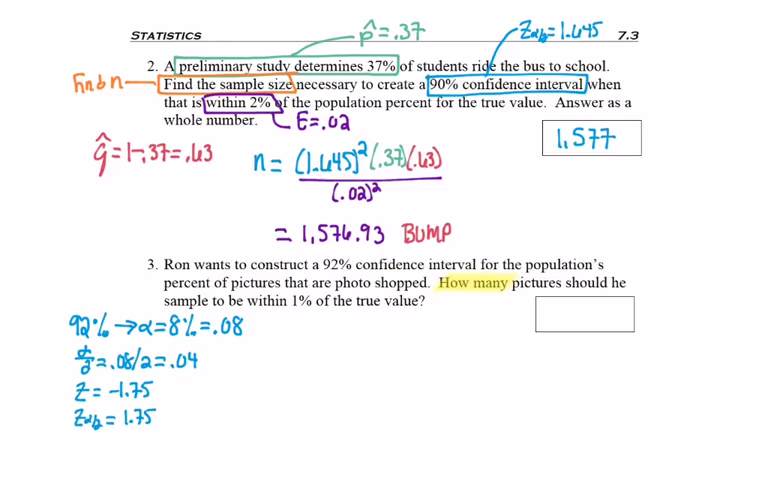 STATISTICS p̂ = .37 Zα/2 = 1.645 7.3
2. A preliminary study determines 37% of students ride the bus to school.
Find n Find the sample size necessary to create a 90% confidence interval when
that is within 2% of the population percent for the true value. Answer as a
whole number. E = .02
1,577
q̂ = 1 - .37 = .63 n = (1.645)²(.37)(.63)
(.02)²
= 1,576.93 BUMP
3. Ron wants to construct a 92% confidence interval for the population's
percent of pictures that are photo shopped. How many pictures should he
sample to be within 1% of the true value?
92% → α = 8% = .08
α/2 = .08/2 = .04
Z = -1.75
Zα/2 = 1.75